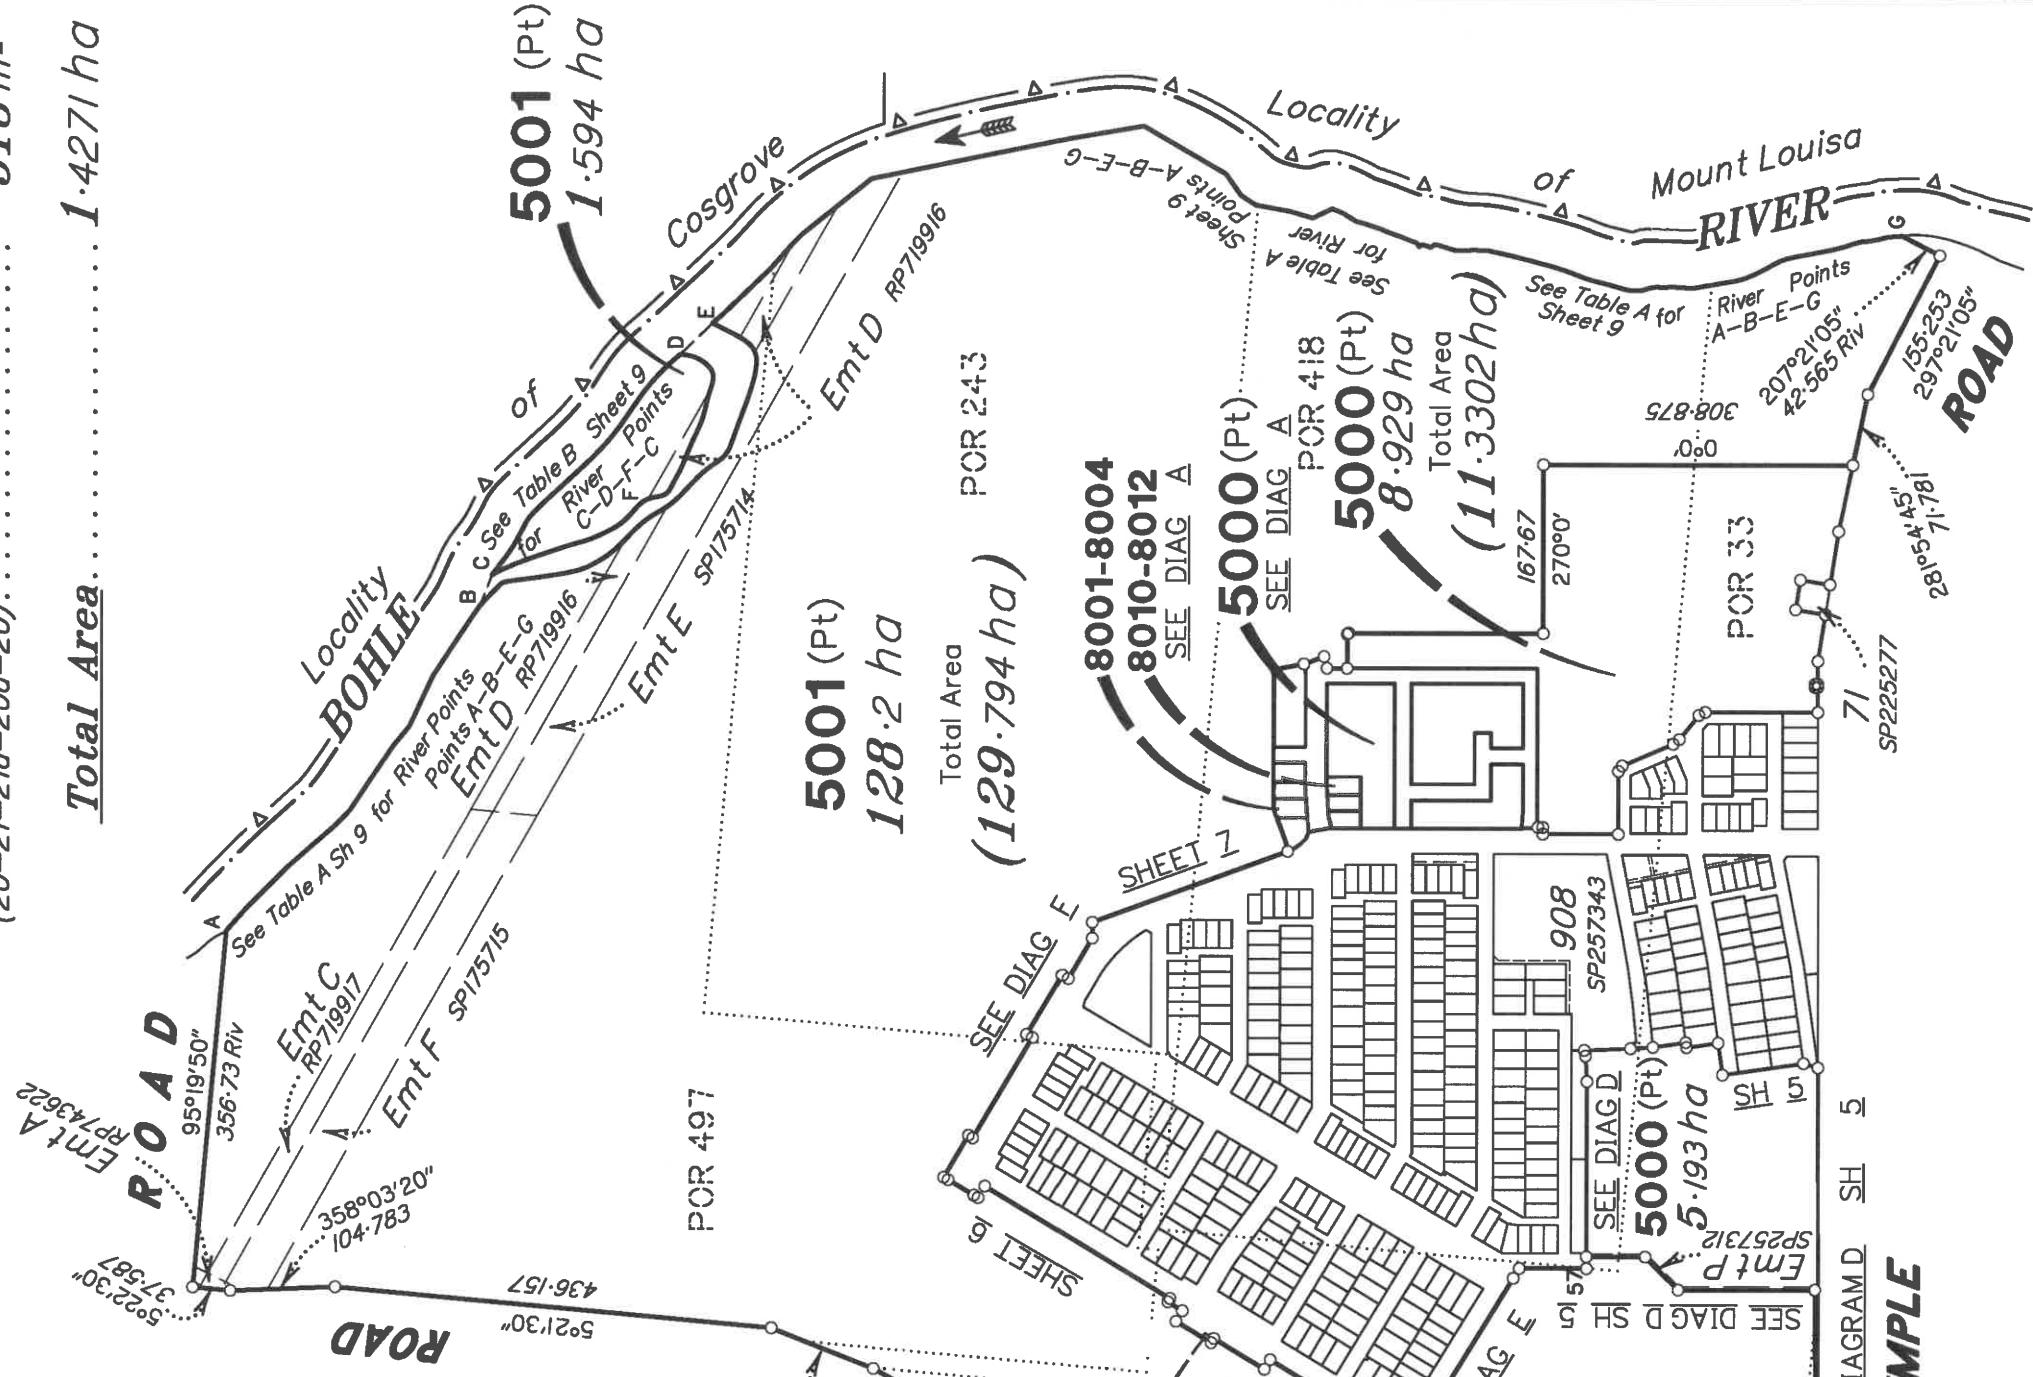 Total Area....................1·4271 ha
5001 (Pt)
1·594 ha
Locality of Cosgrove
Locality of Mount Louisa
BOHLE
RIVER
A
See Table A Sh 9 for River Points
Points A-B-E-G
B
C
See Table B Sheet 9
for River Points
C-D-F-C
F
D
E
G
Sheet 9
Points A-B-E-G
See Table A
for River
See Table A for River Points
Sheet 9 A-B-E-G
207°21'05"
42·565 Riv
155·253
297°21'05"
ROAD
281°54'45"
71·781
308·875
0°0'
167·67
270°0'
POR 33
71
SP225277
POR 418
5000 (Pt)
8·929 ha
Total Area
(11·3302 ha)
5000 (Pt)
SEE DIAG A
8001-8004
8010-8012
SEE DIAG A
POR 243
5001 (Pt)
128·2 ha
Total Area
(129·794 ha)
Emt D RP719916
Emt D RP719916
Emt E SP175714
Emt C
RP719917
Emt F SP175715
Emt A
RP743622
ROAD
95°19'50"
356·73 Riv
358°03'20"
104·783
5°22'30"
37·587
436·157
5°21'30"
ROAD
POR 497
SHEET 7
SEE DIAG F
SHEET 6
908
SP257343
SEE DIAG D
5000 (Pt)
5·193 ha
SH 5
Emt P
SP257312
SEE DIAG D SH 5
57
AG E
IAGRAM D SH 5
MPLE